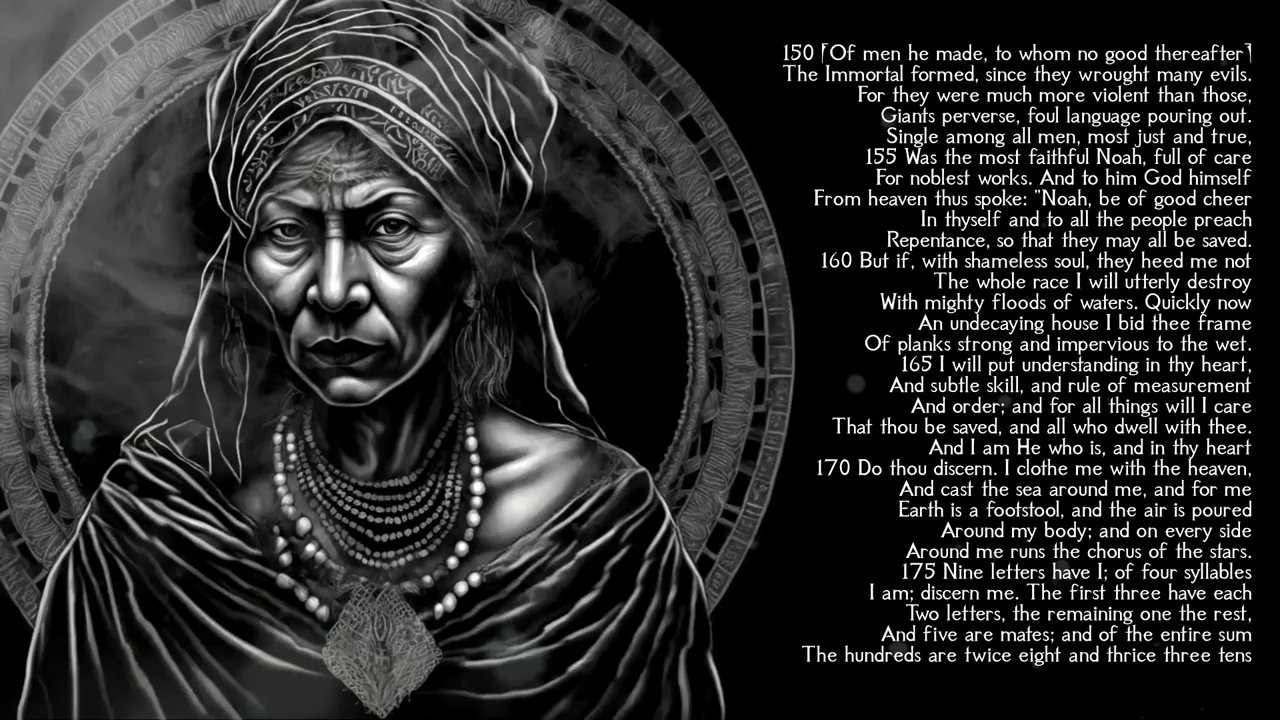 150 ⌈Of men he made, to whom no good thereafter⌉
The Immortal formed, since they wrought many evils.
For they were much more violent than those,
Giants perverse, foul language pouring out.
Single among all men, most just and true,
155 Was the most faithful Noah, full of care
For noblest works. And to him God himself
From heaven thus spoke: "Noah, be of good cheer
In thyself and to all the people preach
Repentance, so that they may all be saved.
160 But if, with shameless soul, they heed me not
The whole race I will utterly destroy
With mighty floods of waters. Quickly now
An undecaying house I bid thee frame
Of planks strong and impervious to the wet.
165 I will put understanding in thy heart,
And subtle skill, and rule of measurement
And order; and for all things will I care
That thou be saved, and all who dwell with thee.
And I am He who is, and in thy heart
170 Do thou discern. I clothe me with the heaven,
And cast the sea around me, and for me
Earth is a footstool, and the air is poured
Around my body; and on every side
Around me runs the chorus of the stars.
175 Nine letters have I; of four syllables
I am; discern me. The first three have each
Two letters, the remaining one the rest,
And five are mates; and of the entire sum
The hundreds are twice eight and thrice three tens